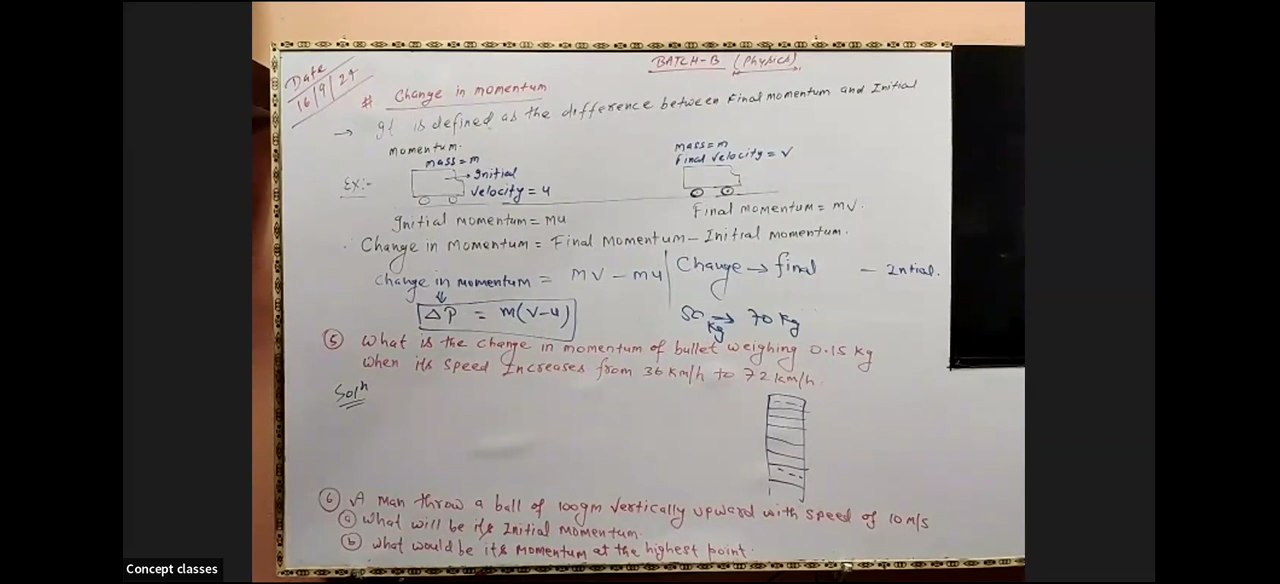 BATCH-B (Physics)
Date
16/9/24
# Change in momentum
→ It is defined as the difference between Final momentum and Initial
momentum.
mass = m
Initial
Velocity = u
Ex:-
mass = m
Final Velocity = v
Initial momentum = mu
Final momentum = mv.
Change in Momentum = Final Momentum - Initial momentum.
Change in momentum = mv - mu
Change → final - Intial.
ΔP = m(v-u)
50 kg → 70 kg
⑤ What is the change in momentum of bullet weighing 0.15 kg
when its speed Increases from 36 km/h to 72 km/h.
Solⁿ
⑥ A Man throw a ball of 100gm vertically upward with speed of 10 m/s
ⓐ What will be its Initial Momentum.
ⓑ What would be its Momentum at the highest point.
Concept classes